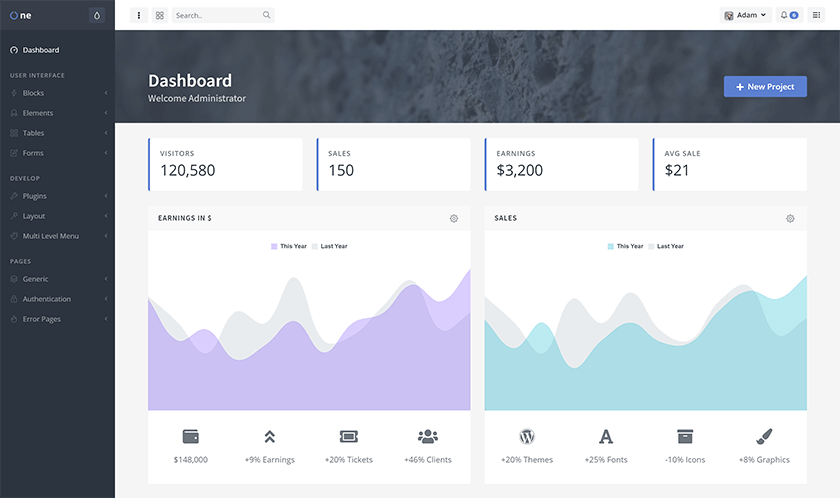 One
Search..
Adam
6
Dashboard
USER INTERFACE
Blocks
Elements
Tables
Forms
DEVELOP
Plugins
Layout
Multi Level Menu
PAGES
Generic
Authentication
Error Pages
Dashboard
Welcome Administrator
New Project
VISITORS
120,580
SALES
150
EARNINGS
$3,200
AVG SALE
$21
EARNINGS IN $
This Year Last Year
$148,000
+9% Earnings
+20% Tickets
+46% Clients
SALES
This Year Last Year
+20% Themes
+25% Fonts
-10% Icons
+8% Graphics